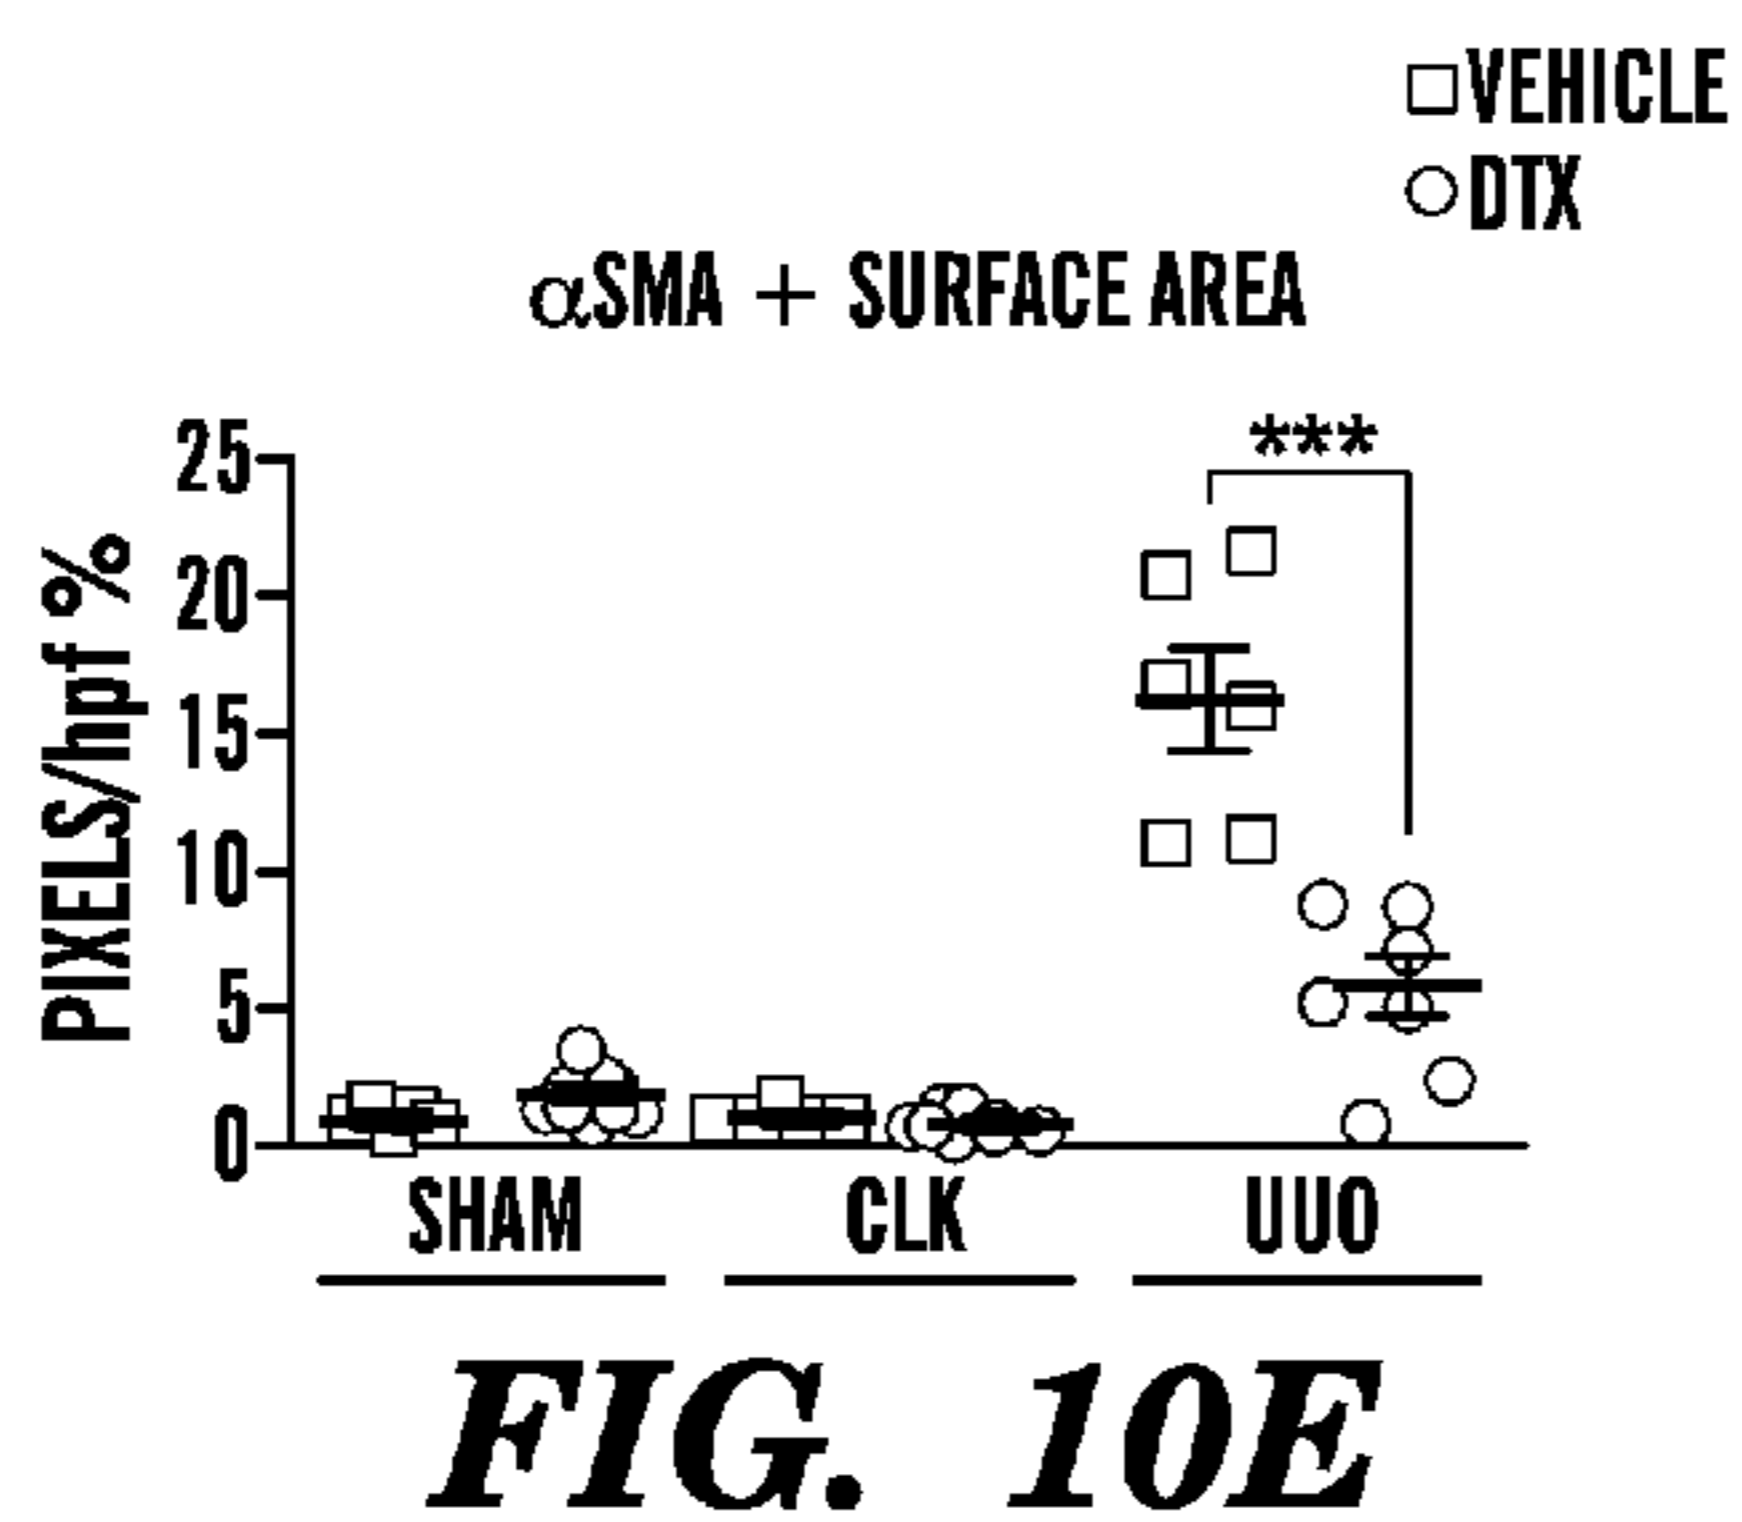 VEHICLE
DTX
αSMA + SURFACE AREA
***
PIXELS/hpf %
25
20
15
10
5
0
SHAM CLK UUO
FIG. 10E